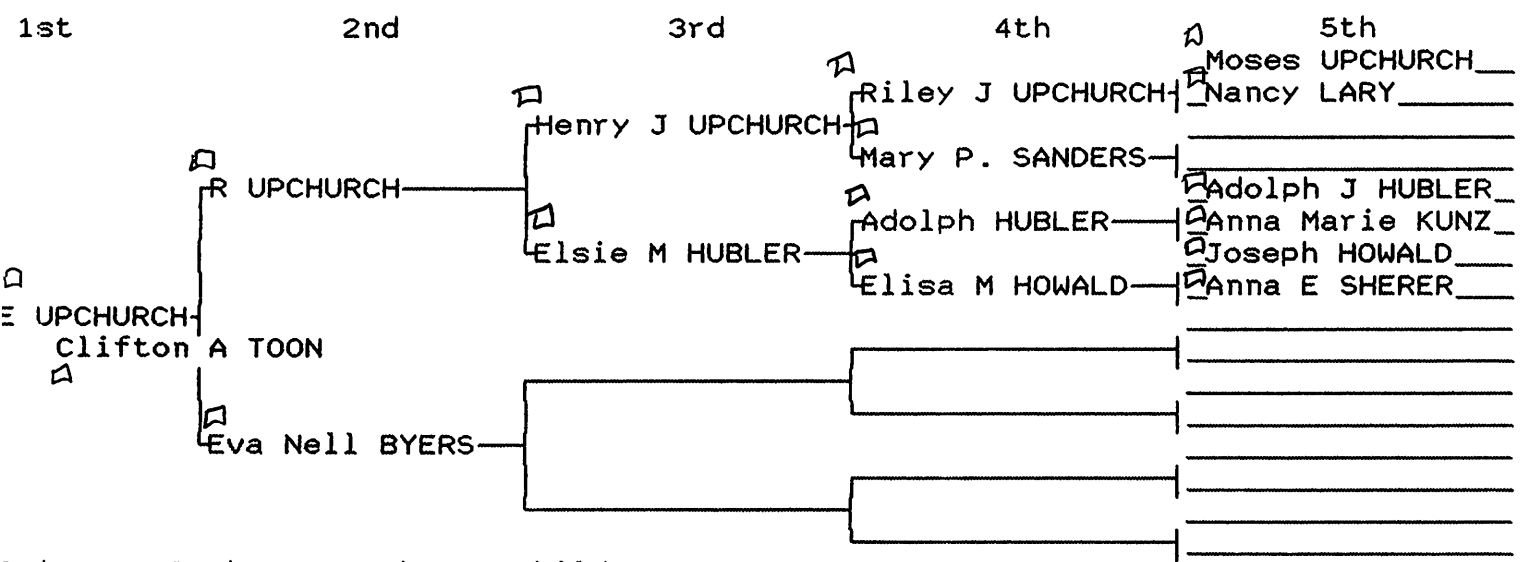 1st 2nd 3rd 4th 5th
Moses UPCHURCH
Riley J UPCHURCH
Nancy LARY
Henry J UPCHURCH
Mary P. SANDERS
R UPCHURCH
Adolph J HUBLER
Adolph HUBLER
Anna Marie KUNZ
Elsie M HUBLER
Joseph HOWALD
Elisa M HOWALD
Anna E SHERER
E UPCHURCH
Clifton A TOON
Eva Nell BYERS